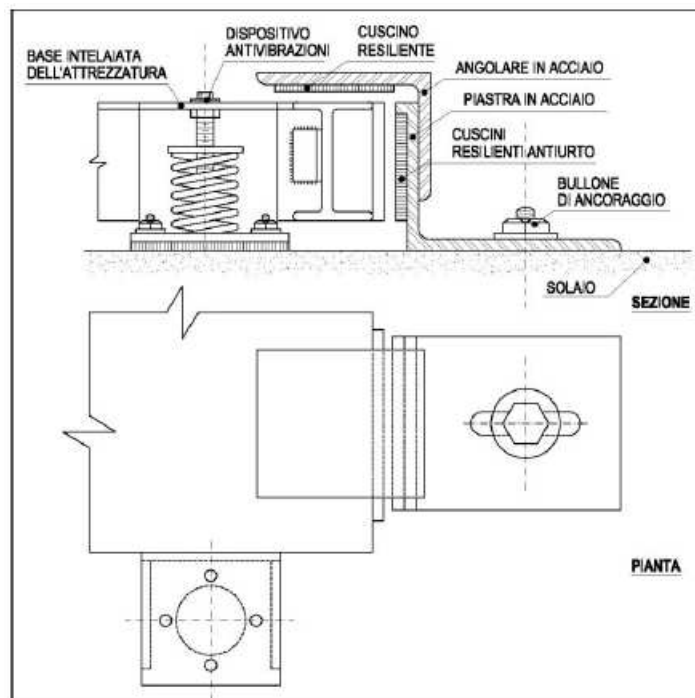 DISPOSITIVO
ANTIVIBRAZIONI
CUSCINO
RESILIENTE
BASE INTELAIATA
DELL'ATTREZZATURA
ANGOLARE IN ACCIAIO
PIASTRA IN ACCIAIO
CUSCINI
RESILIENTI ANTIURTO
BULLONE
DI ANCORAGGIO
SOLAIO
SEZIONE
PIANTA